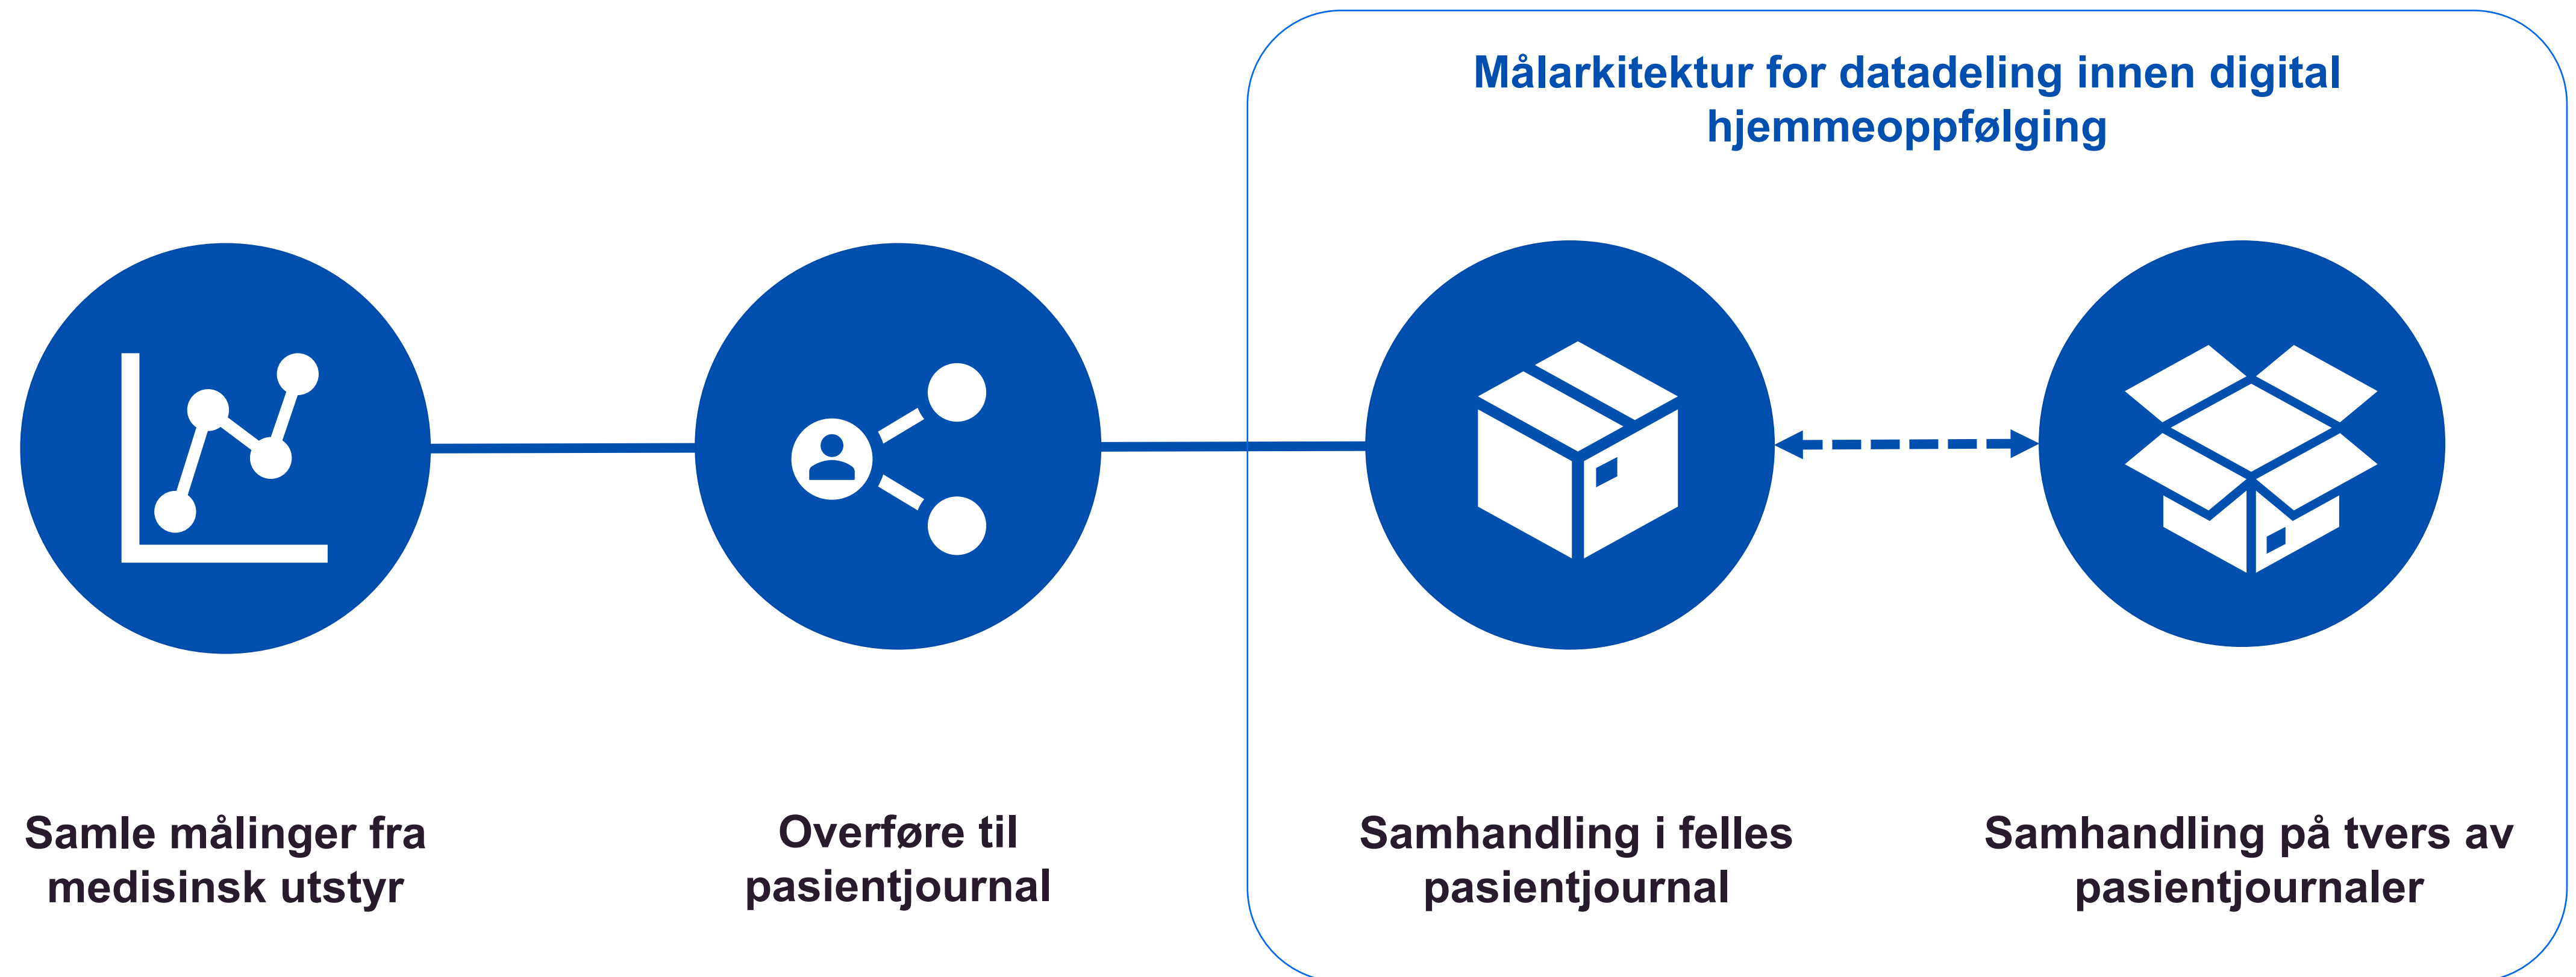 Målarkitektur for datadeling innen digital
hjemmeoppfølging
Samle målinger fra
medisinsk utstyr
Overføre til
pasientjournal
Samhandling i felles
pasientjournal
Samhandling på tvers av
pasientjournaler